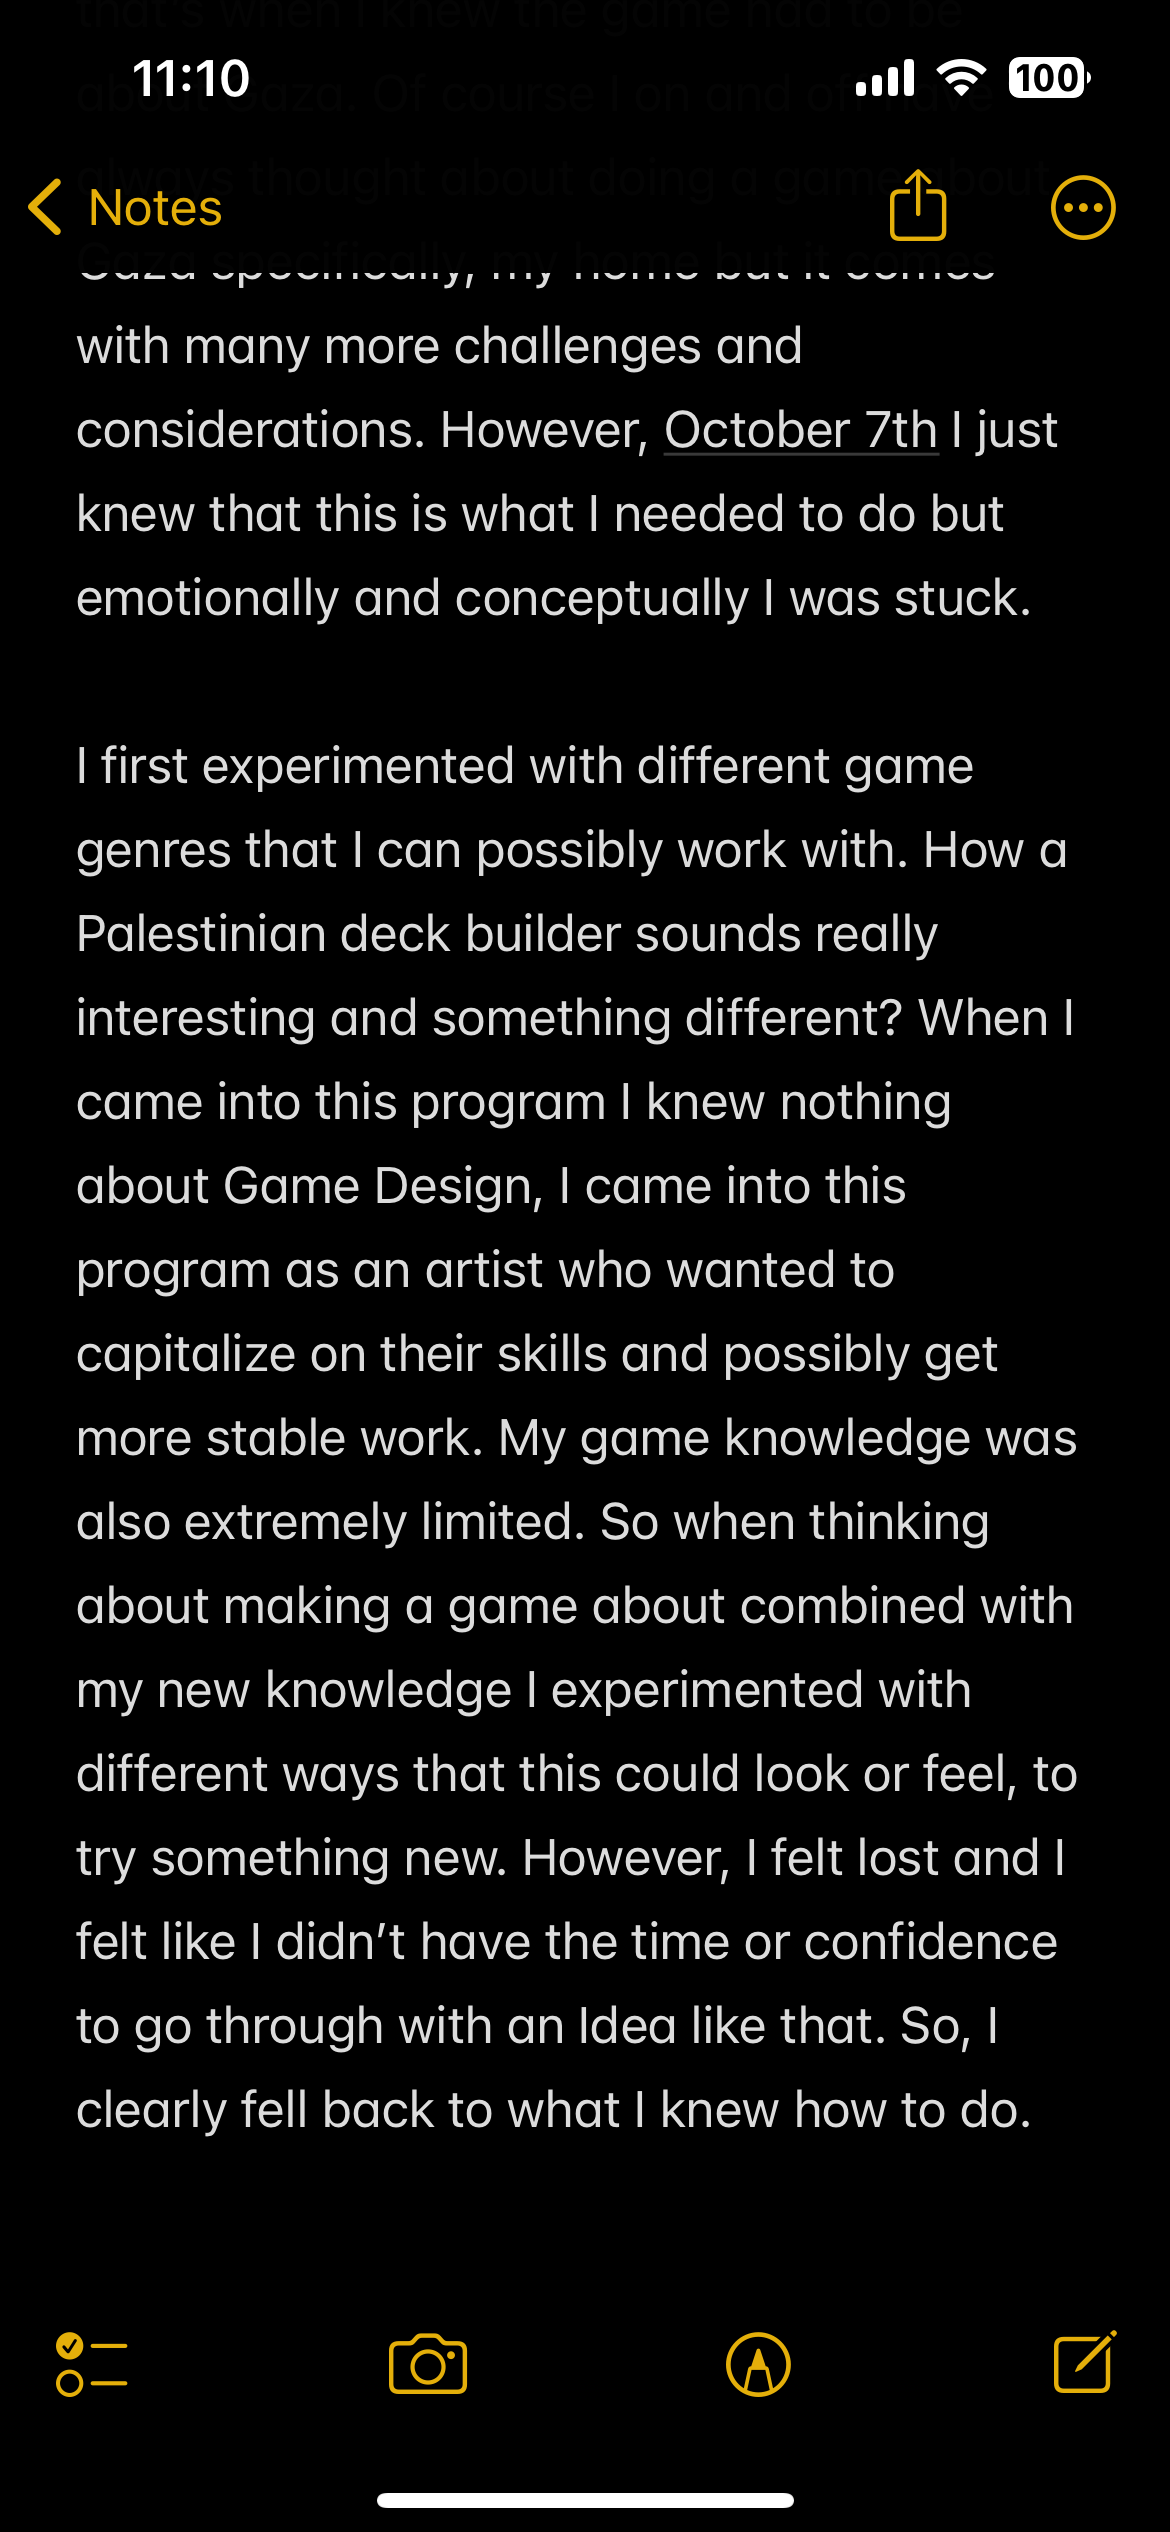 that's when I knew the game had to be
11:10
100
about Gaza. Of course I on and off have
always thought about doing a game about
Notes
Gaza specifically, my home but it comes
with many more challenges and
considerations. However, October 7th I just
knew that this is what I needed to do but
emotionally and conceptually I was stuck.
I first experimented with different game
genres that I can possibly work with. How a
Palestinian deck builder sounds really
interesting and something different? When I
came into this program I knew nothing
about Game Design, I came into this
program as an artist who wanted to
capitalize on their skills and possibly get
more stable work. My game knowledge was
also extremely limited. So when thinking
about making a game about combined with
my new knowledge I experimented with
different ways that this could look or feel, to
try something new. However, I felt lost and I
felt like I didn't have the time or confidence
to go through with an Idea like that. So, I
clearly fell back to what I knew how to do.